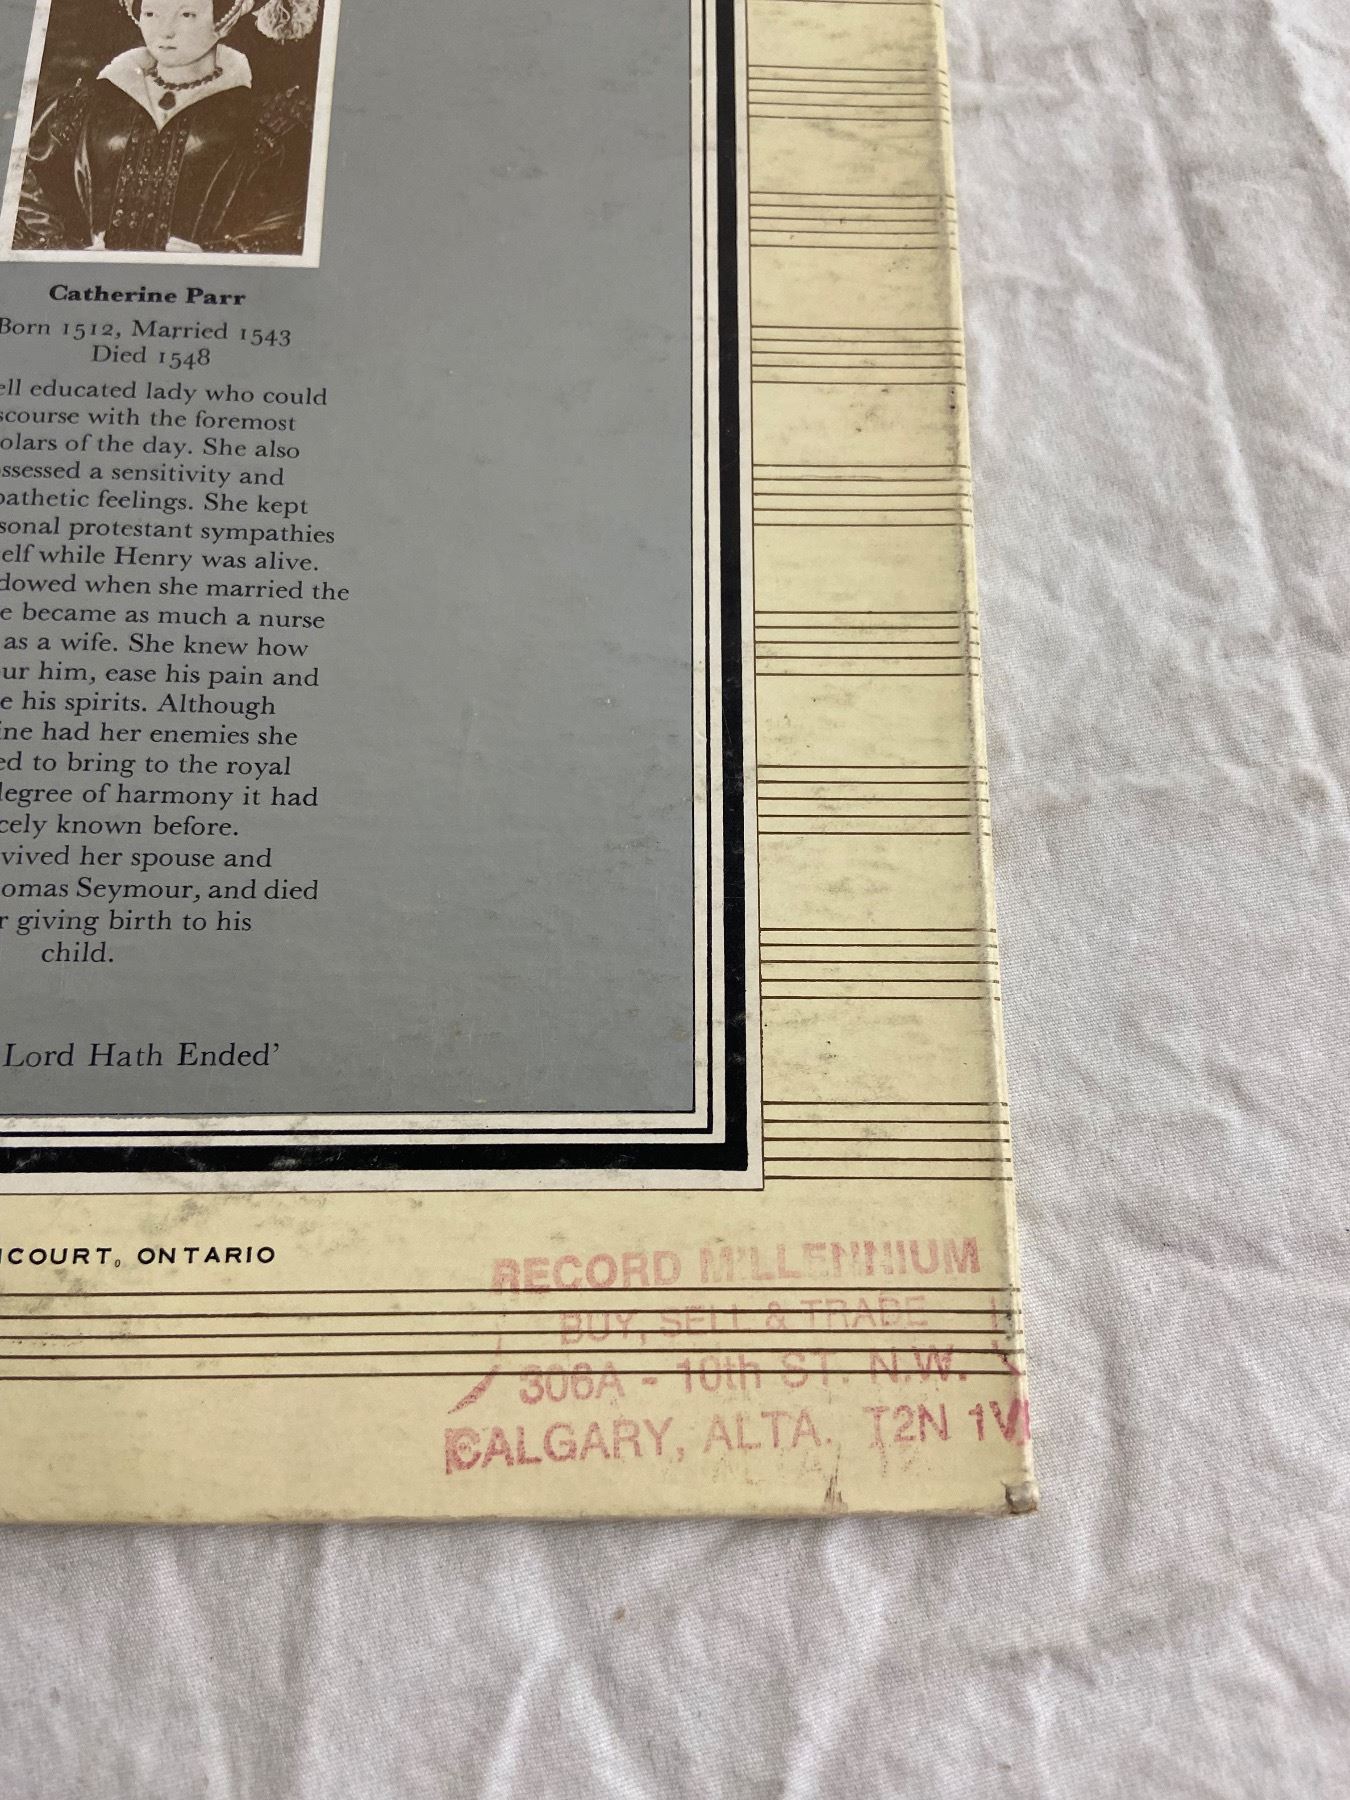 Catherine Parr
Born 1512, Married 1543
Died 1548
ell educated lady who could
scourse with the foremost
olars of the day. She also
ssessed a sensitivity and
pathetic feelings. She kept
sonal protestant sympathies
elf while Henry was alive.
dowed when she married the
e became as much a nurse
as a wife. She knew how
ur him, ease his pain and
e his spirits. Although
ine had her enemies she
ed to bring to the royal
degree of harmony it had
cely known before.
vived her spouse and
omas Seymour, and died
r giving birth to his
child.
Lord Hath Ended’
COURT, ONTARIO
RECORD MILLENNIUM
BUY, SELL & TRADE
306A - 10th ST. N.W.
CALGARY, ALTA. T2N 1V